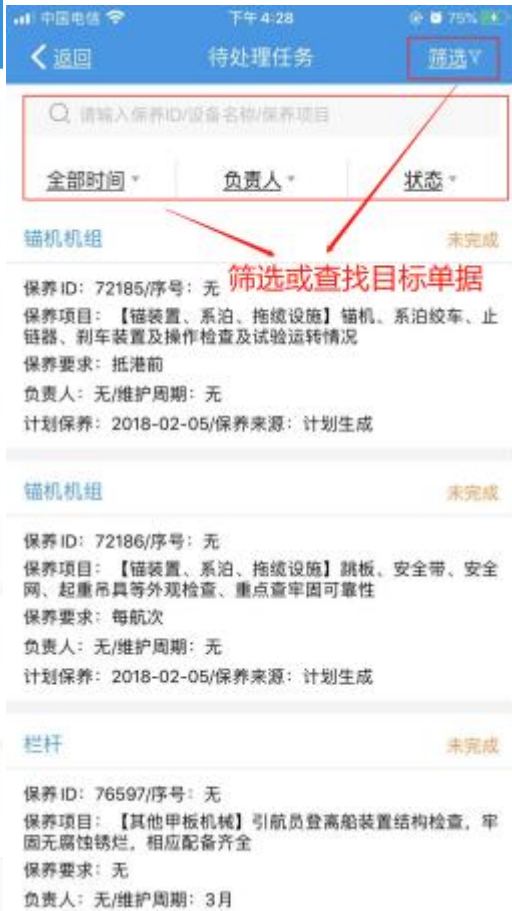 中国电信 下午4:28 75%
返回 待处理任务 筛选
请输入保养ID/设备名称/保养项目
全部时间 负责人 状态
锚机机组 未完成
筛选或查找目标单据
保养ID：72185/序号：无
保养项目：【锚装置、系泊、拖缆设施】锚机、系泊绞车、止
链器、刹车装置及操作检查及试验运转情况
保养要求：抵港前
负责人：无/维护周期：无
计划保养：2018-02-05/保养来源：计划生成
锚机机组 未完成
保养ID：72186/序号：无
保养项目：【锚装置、系泊、拖缆设施】跳板、安全带、安全
网、起重吊具等外观检查、重点查牢固可靠性
保养要求：每航次
负责人：无/维护周期：无
计划保养：2018-02-05/保养来源：计划生成
栏杆 未完成
保养ID：76597/序号：无
保养项目：【其他甲板机械】引航员登离船装置结构检查，牢
固无腐蚀锈烂，相应配备齐全
保养要求：无
负责人：无/维护周期：3月